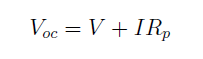 V_{oc} = V + IR_p